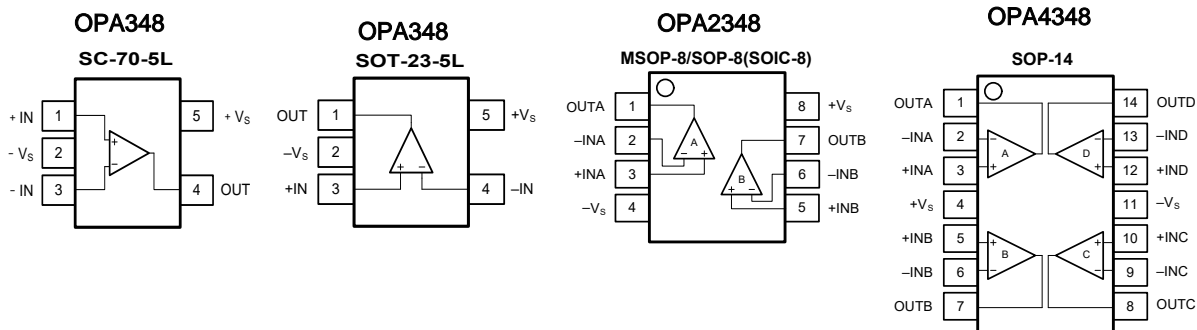 OPA348
SC-70-5L
+ IN 1 5 + VS
- VS 2
- IN 3 4 OUT
+
−
OPA348
SOT-23-5L
OUT 1 5 +VS
–VS 2
+IN 3 4 –IN
+ −
OPA2348
MSOP-8/SOP-8(SOIC-8)
OUTA 1 8 +VS
–INA 2 7 OUTB
+INA 3 6 –INB
–VS 4 5 +INB
A
− +
B
+ −
OPA4348
SOP-14
OUTA 1 14 OUTD
–INA 2 − A D − 13 –IND
+INA 3 + + 12 +IND
+VS 4 11 –VS
+INB 5 + B C + 10 +INC
–INB 6 − − 9 –INC
OUTB 7 8 OUTC